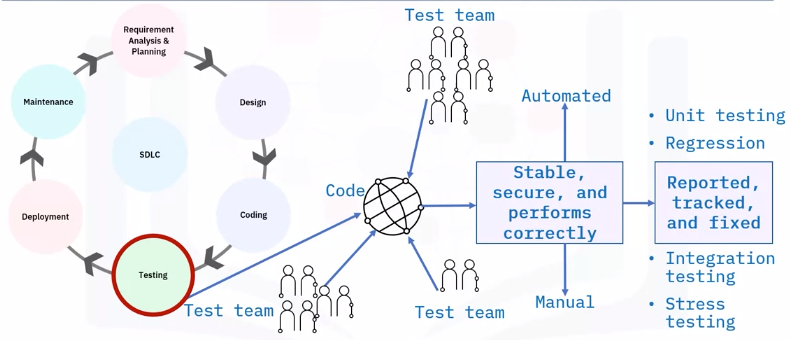 Requirement
Analysis &
Planning
Design
Coding
Testing
Deployment
Maintenance
SDLC
Test team
Code
Test team
Test team
Automated
Stable,
secure, and
performs
correctly
Manual
• Unit testing
• Regression
Reported,
tracked,
and fixed
• Integration
testing
• Stress
testing